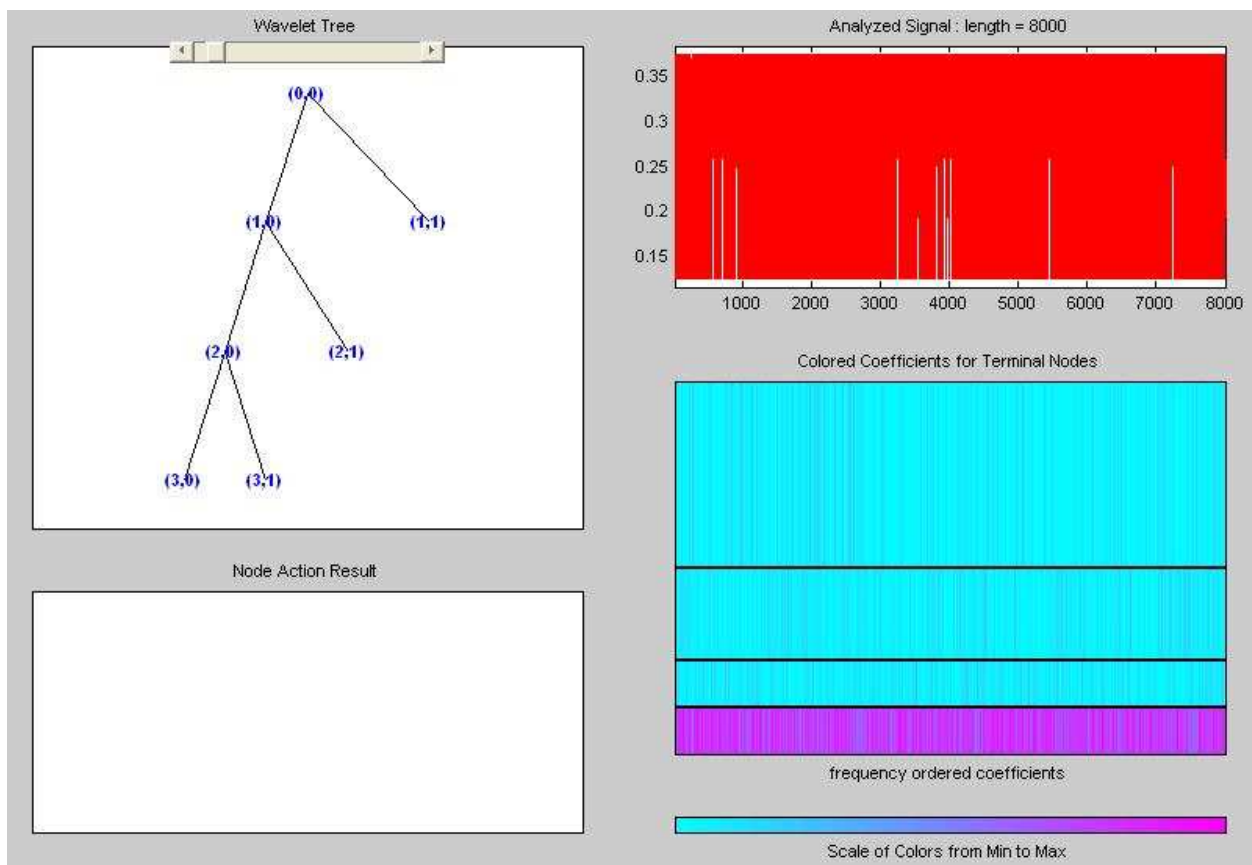 Wavelet Tree
(0,0)
(1,0) (1,1)
(2,0) (2,1)
(3,0) (3,1)
Node Action Result
Analyzed Signal : length = 8000
0.35
0.3
0.25
0.2
0.15
1000 2000 3000 4000 5000 6000 7000 8000
Colored Coefficients for Terminal Nodes
frequency ordered coefficients
Scale of Colors from Min to Max